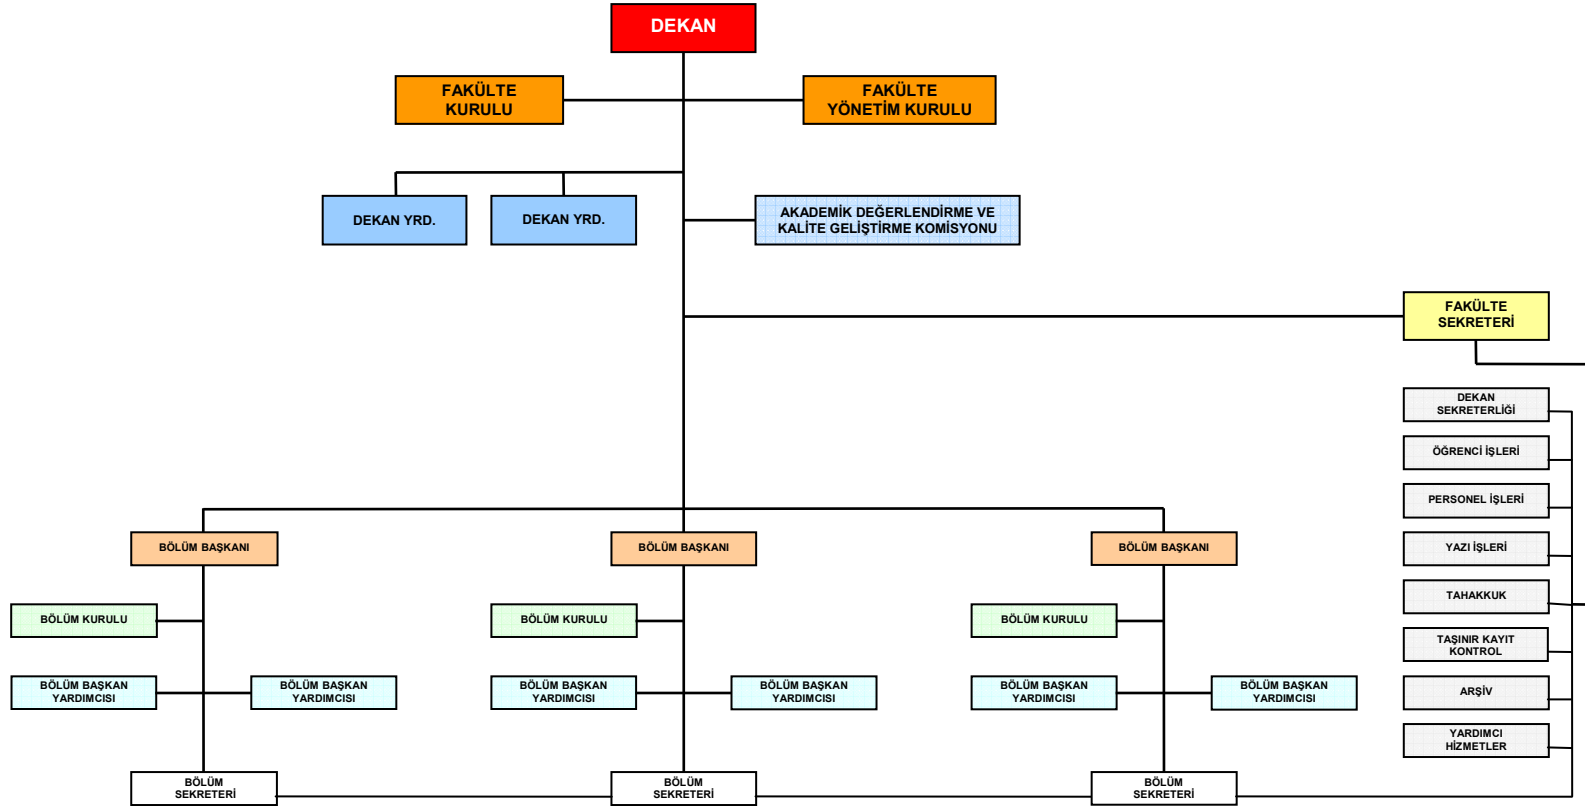 DEKAN
FAKÜLTE
KURULU
FAKÜLTE
YÖNETİM KURULU
DEKAN YRD.
DEKAN YRD.
AKADEMİK DEĞERLENDİRME VE
KALİTE GELİŞTİRME KOMİSYONU
FAKÜLTE
SEKRETERİ
DEKAN
SEKRETERLİĞİ
ÖĞRENCİ İŞLERİ
PERSONEL İŞLERİ
YAZI İŞLERİ
TAHAKKUK
TAŞINIR KAYIT
KONTROL
ARŞİV
YARDIMCI
HİZMETLER
BÖLÜM BAŞKANI
BÖLÜM BAŞKANI
BÖLÜM BAŞKANI
BÖLÜM KURULU
BÖLÜM KURULU
BÖLÜM KURULU
BÖLÜM BAŞKAN
YARDIMCISI
BÖLÜM BAŞKAN
YARDIMCISI
BÖLÜM BAŞKAN
YARDIMCISI
BÖLÜM BAŞKAN
YARDIMCISI
BÖLÜM BAŞKAN
YARDIMCISI
BÖLÜM BAŞKAN
YARDIMCISI
BÖLÜM
SEKRETERİ
BÖLÜM
SEKRETERİ
BÖLÜM
SEKRETERİ